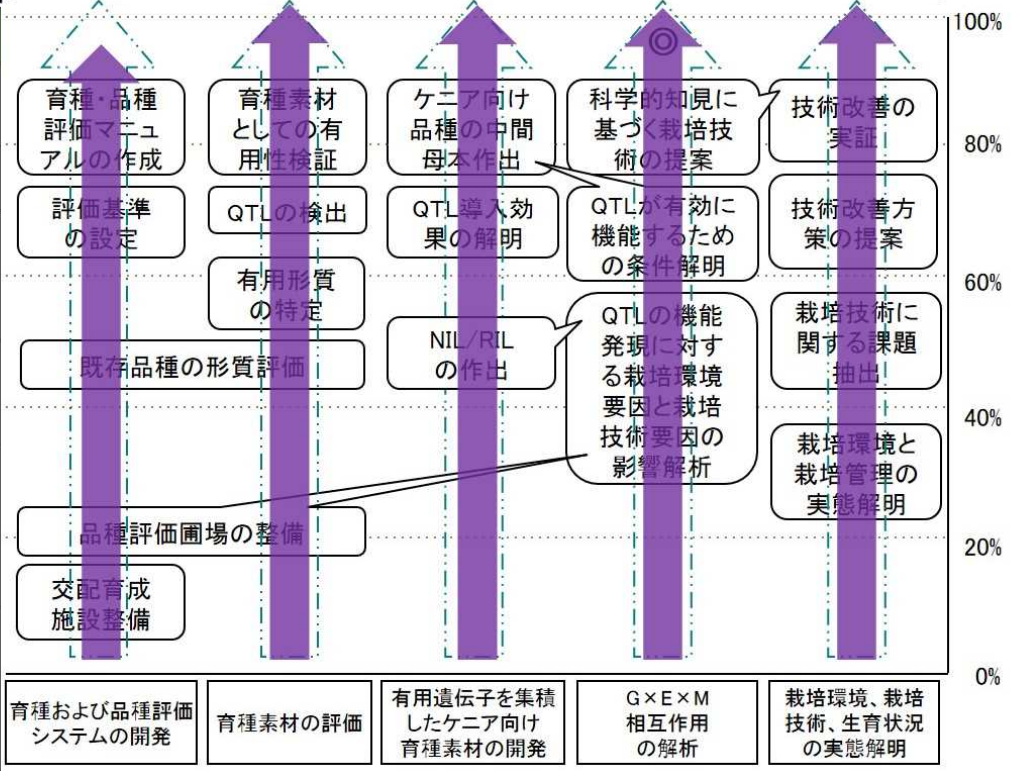 100%
80%
60%
40%
20%
0%
育種・品種
評価マニュ
アルの作成
評価基準
の設定
既存品種の形質評価
品種評価圃場の整備
交配育成
施設整備
育種素材
としての有
用性検証
QTLの検出
有用形質
の特定
ケニア向け
品種の中間
母本作出
QTL導入効
果の解明
NIL/RIL
の作出
◎
科学的知見に
基づく栽培技
術の提案
QTLが有効に
機能するため
の条件解明
QTLの機能
発現に対す
る栽培環境
要因と栽培
技術要因の
影響解析
技術改善の
実証
技術改善方
策の提案
栽培技術に
関する課題
抽出
栽培環境と
栽培管理の
実態解明
育種および品種評価
システムの開発
育種素材の評価
有用遺伝子を集積
したケニア向け
育種素材の開発
G×E×M
相互作用
の解析
栽培環境、栽培
技術、生育状況
の実態解明